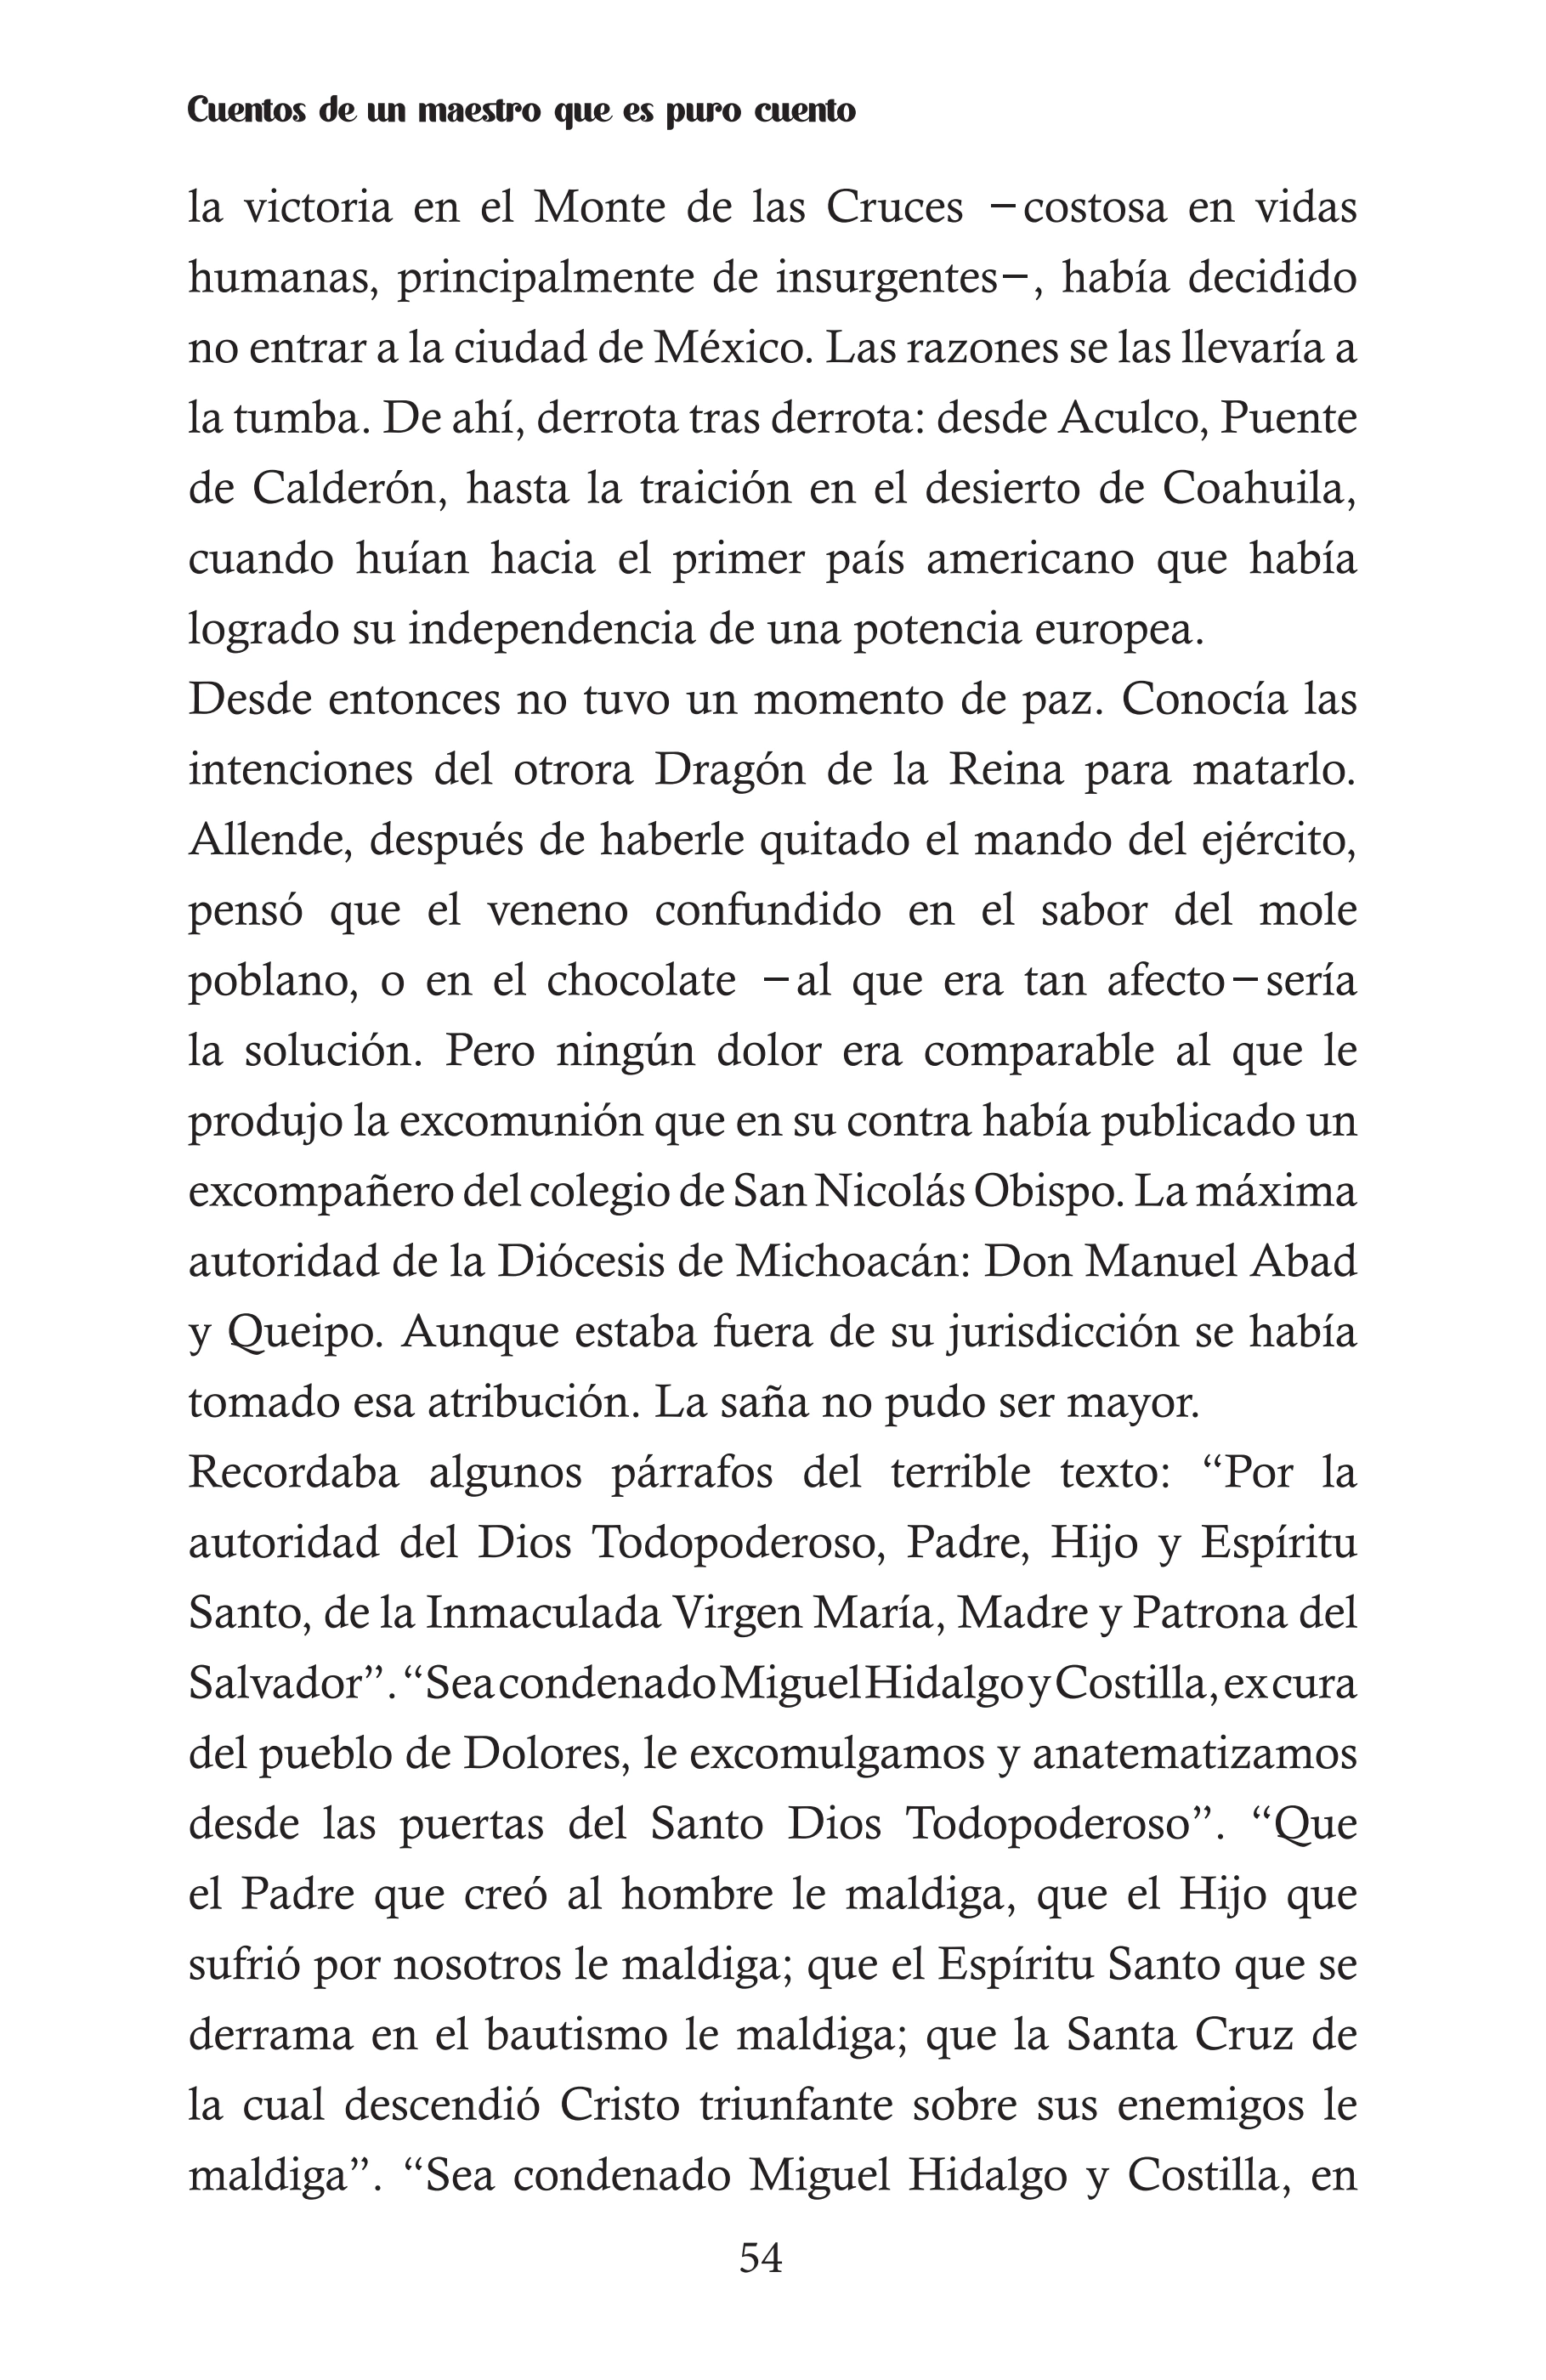 Cuentos de un maestro que es puro cuento
la victoria en el Monte de las Cruces –costosa en vidas
humanas, principalmente de insurgentes–, había decidido
no entrar a la ciudad de México. Las razones se las llevaría a
la tumba. De ahí, derrota tras derrota: desde Aculco, Puente
de Calderón, hasta la traición en el desierto de Coahuila,
cuando huían hacia el primer país americano que había
logrado su independencia de una potencia europea.
Desde entonces no tuvo un momento de paz. Conocía las
intenciones del otrora Dragón de la Reina para matarlo.
Allende, después de haberle quitado el mando del ejército,
pensó que el veneno confundido en el sabor del mole
poblano, o en el chocolate –al que era tan afecto–sería
la solución. Pero ningún dolor era comparable al que le
produjo la excomunión que en su contra había publicado un
excompañero del colegio de San Nicolás Obispo. La máxima
autoridad de la Diócesis de Michoacán: Don Manuel Abad
y Queipo. Aunque estaba fuera de su jurisdicción se había
tomado esa atribución. La saña no pudo ser mayor.
Recordaba algunos párrafos del terrible texto: “Por la
autoridad del Dios Todopoderoso, Padre, Hijo y Espíritu
Santo, de la Inmaculada Virgen María, Madre y Patrona del
Salvador”. “Sea condenado Miguel Hidalgo y Costilla, ex cura
del pueblo de Dolores, le excomulgamos y anatematizamos
desde las puertas del Santo Dios Todopoderoso”. “Que
el Padre que creó al hombre le maldiga, que el Hijo que
sufrió por nosotros le maldiga; que el Espíritu Santo que se
derrama en el bautismo le maldiga; que la Santa Cruz de
la cual descendió Cristo triunfante sobre sus enemigos le
maldiga”. “Sea condenado Miguel Hidalgo y Costilla, en
54